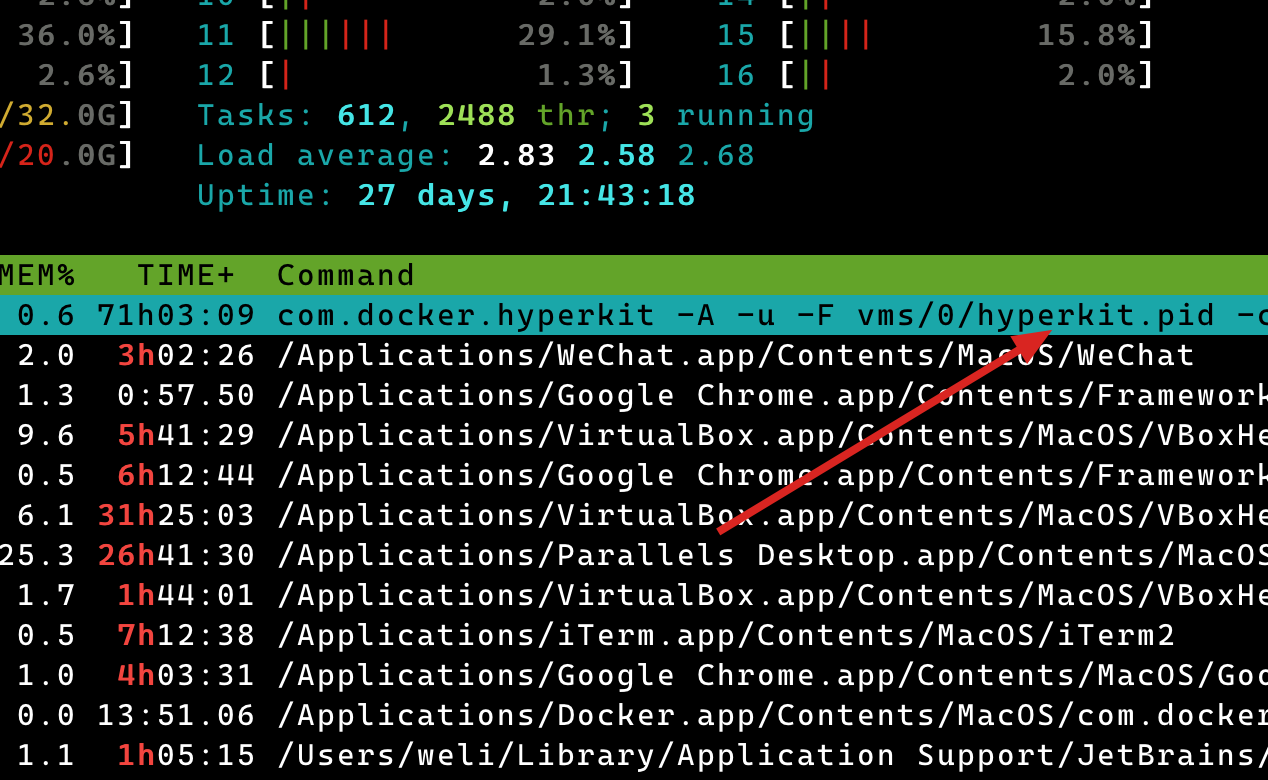 36.0%] 11 [|||||| 29.1%] 15 [|||| 15.8%]
2.6%] 12 [| 1.3%] 16 [|| 2.0%]
/32.0G] Tasks: 612, 2488 thr; 3 running
/20.0G] Load average: 2.83 2.58 2.68
Uptime: 27 days, 21:43:18
MEM% TIME+ Command
0.6 71h03:09 com.docker.hyperkit -A -u -F vms/0/hyperkit.pid -c
2.0 3h02:26 /Applications/WeChat.app/Contents/MacOS/WeChat
1.3 0:57.50 /Applications/Google Chrome.app/Contents/Framework
9.6 5h41:29 /Applications/VirtualBox.app/Contents/MacOS/VBoxHe
0.5 6h12:44 /Applications/Google Chrome.app/Contents/Framework
6.1 31h25:03 /Applications/VirtualBox.app/Contents/MacOS/VBoxHe
25.3 26h41:30 /Applications/Parallels Desktop.app/Contents/MacOS
1.7 1h44:01 /Applications/VirtualBox.app/Contents/MacOS/VBoxHe
0.5 7h12:38 /Applications/iTerm.app/Contents/MacOS/iTerm2
1.0 4h03:31 /Applications/Google Chrome.app/Contents/MacOS/Goo
0.0 13:51.06 /Applications/Docker.app/Contents/MacOS/com.docker
1.1 1h05:15 /Users/weli/Library/Application Support/JetBrains/